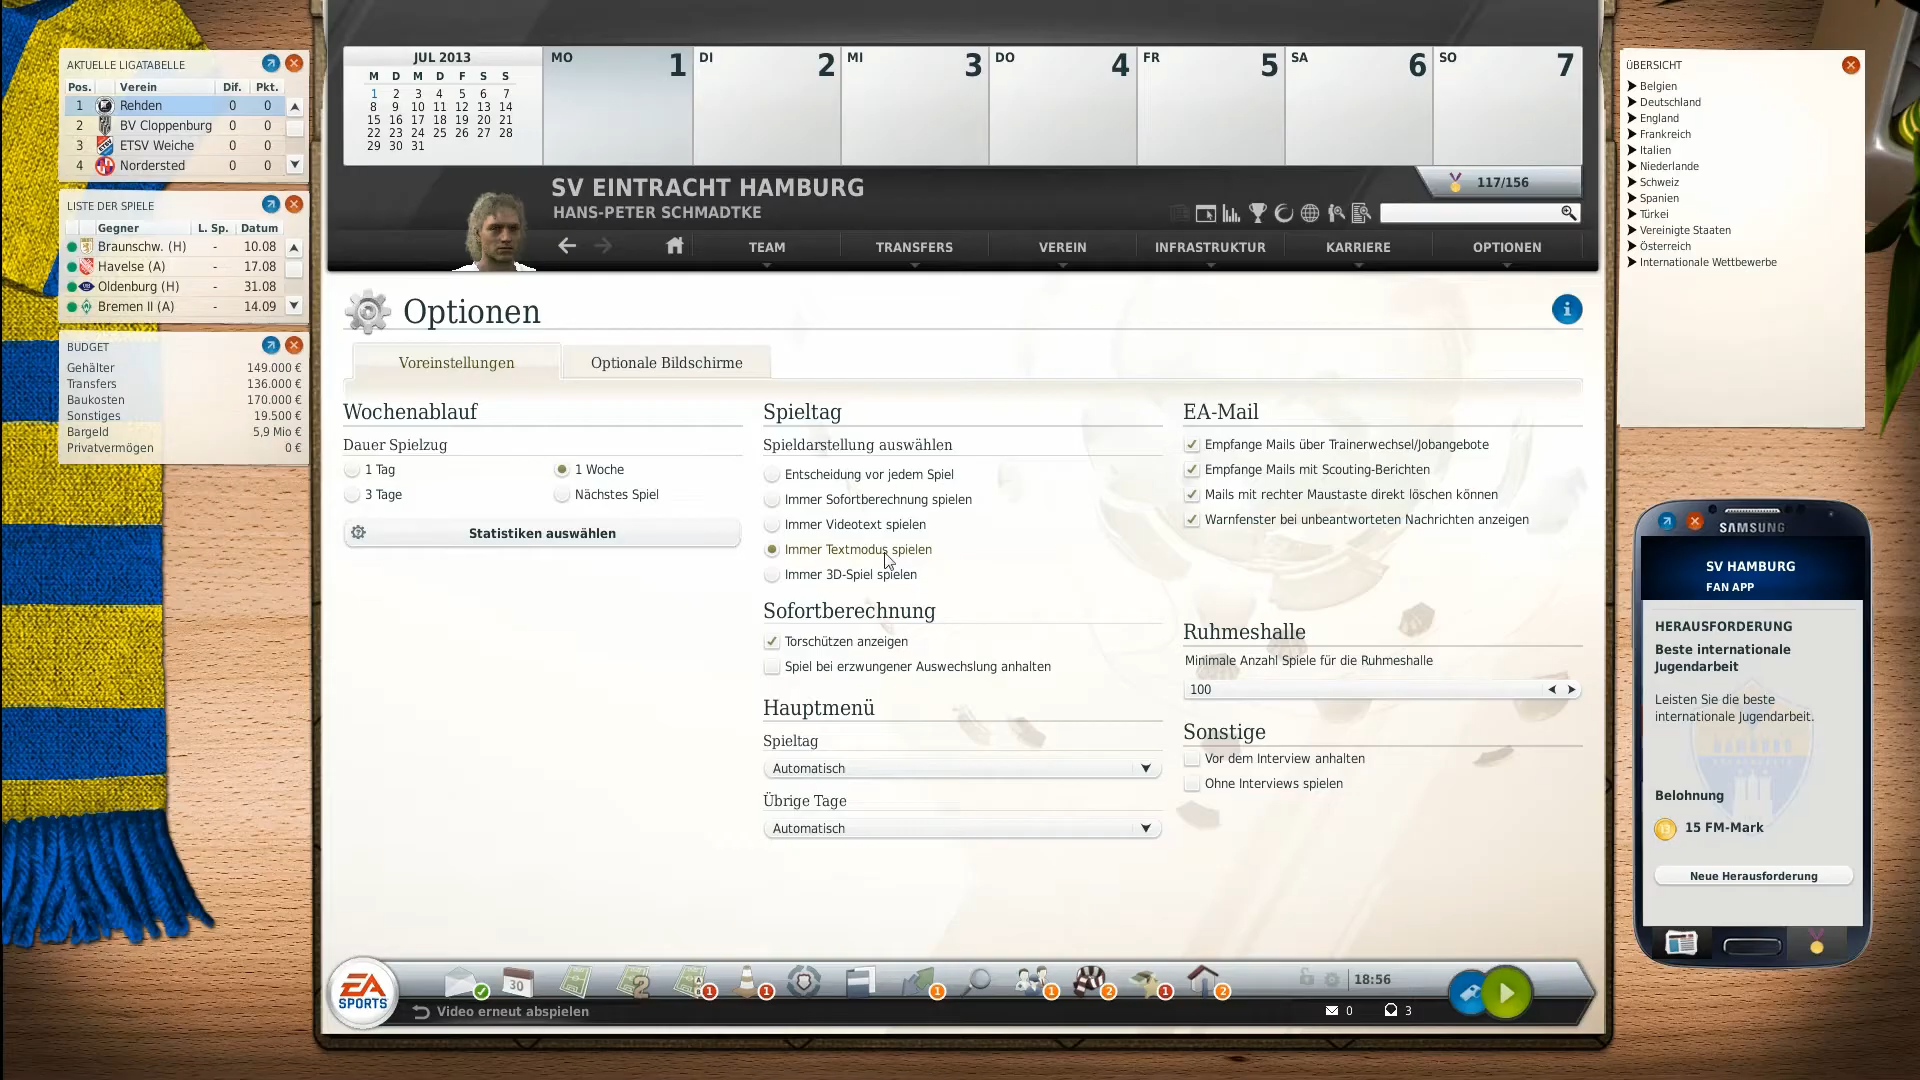 AKTUELLE LIGATABELLE
Pos. Verein Dif. Pkt.
1 Rehden 0 0
2 BV Cloppenburg 0 0
3 ETSV Weiche 0 0
4 Nordersted 0 0
LISTE DER SPIELE
Gegner L. Sp. Datum
Braunschw. (H) - 10.08
Havelse (A) - 17.08
Oldenburg (H) - 31.08
Bremen II (A) - 14.09
BUDGET
Gehälter 149.000 €
Transfers 136.000 €
Baukosten 170.000 €
Sonstiges 19.500 €
Bargeld 5,9 Mio €
Privatvermögen 0 €
JUL 2013
M D M D F S S
1 2 3 4 5 6 7
8 9 10 11 12 13 14
15 16 17 18 19 20 21
22 23 24 25 26 27 28
29 30 31
MO 1 DI 2 MI 3 DO 4 FR 5 SA 6 SO 7
117/156
SV EINTRACHT HAMBURG
HANS-PETER SCHMADTKE
TEAM TRANSFERS VEREIN INFRASTRUKTUR KARRIERE OPTIONEN
Optionen
i
Voreinstellungen Optionale Bildschirme
Wochenablauf
Dauer Spielzug
1 Tag 1 Woche
3 Tage Nächstes Spiel
Statistiken auswählen
Spieltag
Spieldarstellung auswählen
Entscheidung vor jedem Spiel
Immer Sofortberechnung spielen
Immer Videotext spielen
Immer Textmodus spielen
Immer 3D-Spiel spielen
Sofortberechnung
Torschützen anzeigen
Spiel bei erzwungener Auswechslung anhalten
Hauptmenü
Spieltag
Automatisch
Übrige Tage
Automatisch
EA-Mail
Empfange Mails über Trainerwechsel/Jobangebote
Empfange Mails mit Scouting-Berichten
Mails mit rechter Maustaste direkt löschen können
Warnfenster bei unbeantworteten Nachrichten anzeigen
Ruhmeshalle
Minimale Anzahl Spiele für die Ruhmeshalle
100
Sonstige
Vor dem Interview anhalten
Ohne Interviews spielen
ÜBERSICHT
Belgien
Deutschland
England
Frankreich
Italien
Niederlande
Schweiz
Spanien
Türkei
Vereinigte Staaten
Österreich
Internationale Wettbewerbe
SAMSUNG
SV HAMBURG
FAN APP
HERAUSFORDERUNG
Beste internationale
Jugendarbeit
Leisten Sie die beste
internationale Jugendarbeit.
HAMBURG
Belohnung
15 FM-Mark
Neue Herausforderung
EA
SPORTS
30 2 1 1 1 1 2 1 2
18:56
Video erneut abspielen
0 3